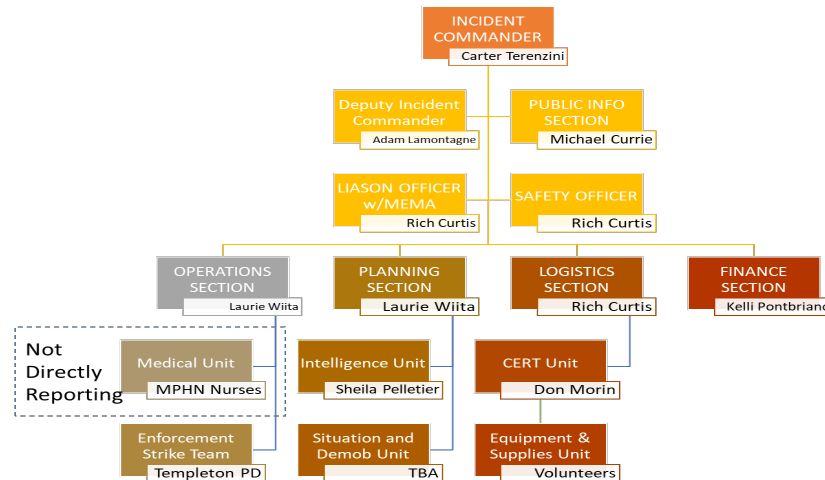 INCIDENT
COMMANDER
Carter Terenzini
Deputy Incident
Commander
Adam Lamontagne
PUBLIC INFO
SECTION
Michael Currie
LIASON OFFICER
w/MEMA
Rich Curtis
SAFETY OFFICER
Rich Curtis
OPERATIONS
SECTION
Laurie Wiita
PLANNING
SECTION
Laurie Wiita
LOGISTICS
SECTION
Rich Curtis
FINANCE
SECTION
Kelli Pontbriand
Not
Directly
Reporting
Medical Unit
MPHN Nurses
Intelligence Unit
Sheila Pelletier
CERT Unit
Don Morin
Enforcement
Strike Team
Templeton PD
Situation and
Demob Unit
TBA
Equipment &
Supplies Unit
Volunteers